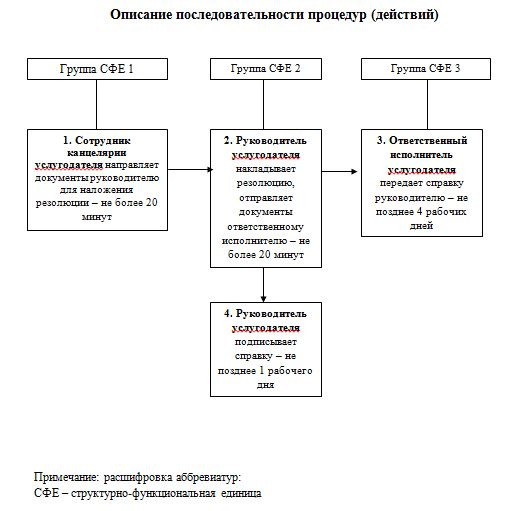 Описание последовательности процедур (действий)
Группа СФЕ 1
Группа СФЕ 2
Группа СФЕ 3
1. Сотрудник
канцелярии
услугодателя направляет
документы руководителю
для наложения
резолюции – не более 20
минут
2. Руководитель
услугодателя
накладывает
резолюцию,
отправляет
документы
ответственному
исполнителю – не
более 20 минут
3. Ответственный
исполнитель
услугодателя
передает справку
руководителю – не
позднее 4 рабочих
дней
4. Руководитель
услугодателя
подписывает
справку – не
позднее 1 рабочего
дня
Примечание: расшифровка аббревиатур:
СФЕ – структурно-функциональная единица